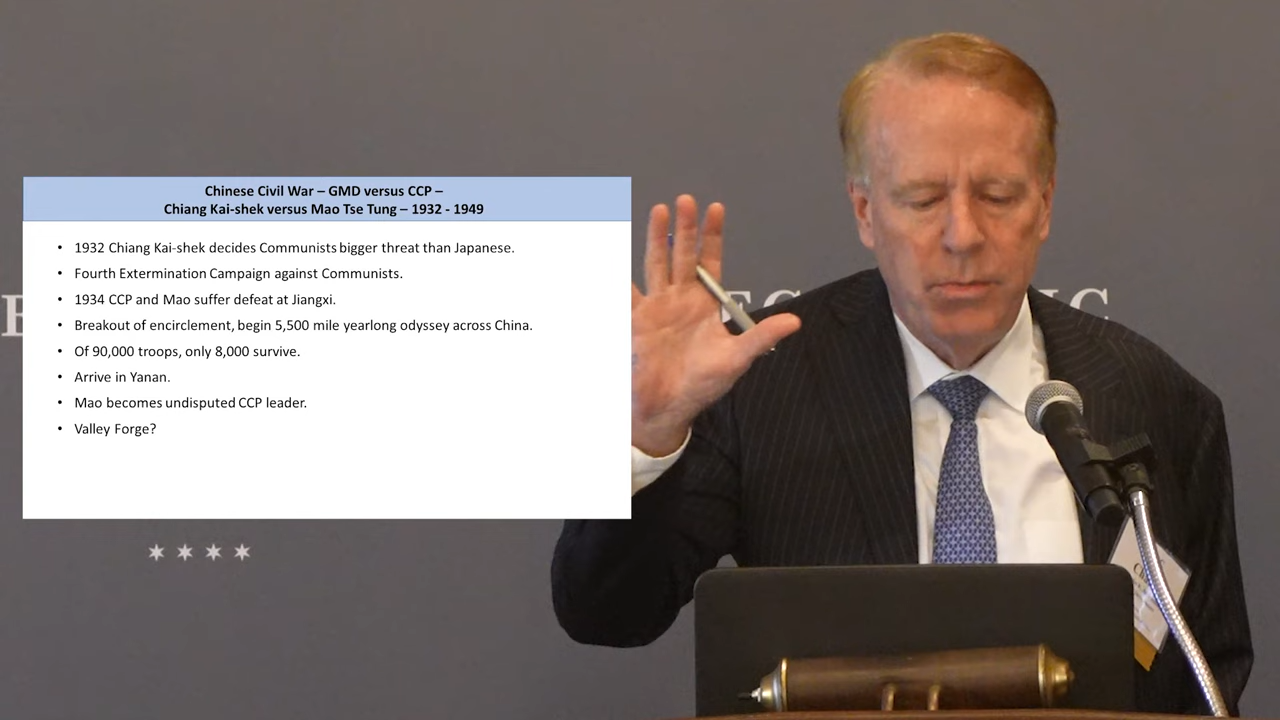 Chinese Civil War – GMD versus CCP –
Chiang Kai-shek versus Mao Tse Tung – 1932 - 1949
• 1932 Chiang Kai-shek decides Communists bigger threat than Japanese.
• Fourth Extermination Campaign against Communists.
• 1934 CCP and Mao suffer defeat at Jiangxi.
• Breakout of encirclement, begin 5,500 mile yearlong odyssey across China.
• Of 90,000 troops, only 8,000 survive.
• Arrive in Yanan.
• Mao becomes undisputed CCP leader.
• Valley Forge?